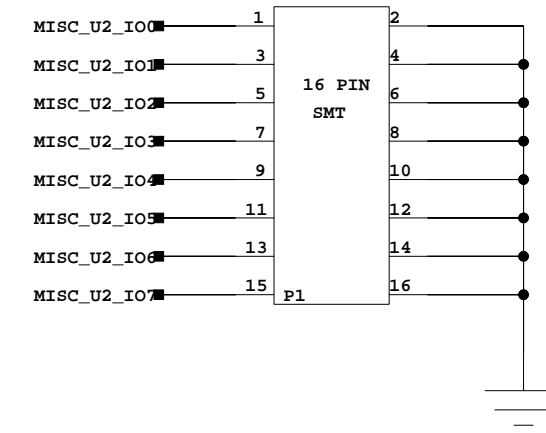 MISC_U2_IO0 1 2
MISC_U2_IO1 3 4
16 PIN
MISC_U2_IO2 5 6
SMT
MISC_U2_IO3 7 8
MISC_U2_IO4 9 10
MISC_U2_IO5 11 12
MISC_U2_IO6 13 14
MISC_U2_IO7 15 P1 16